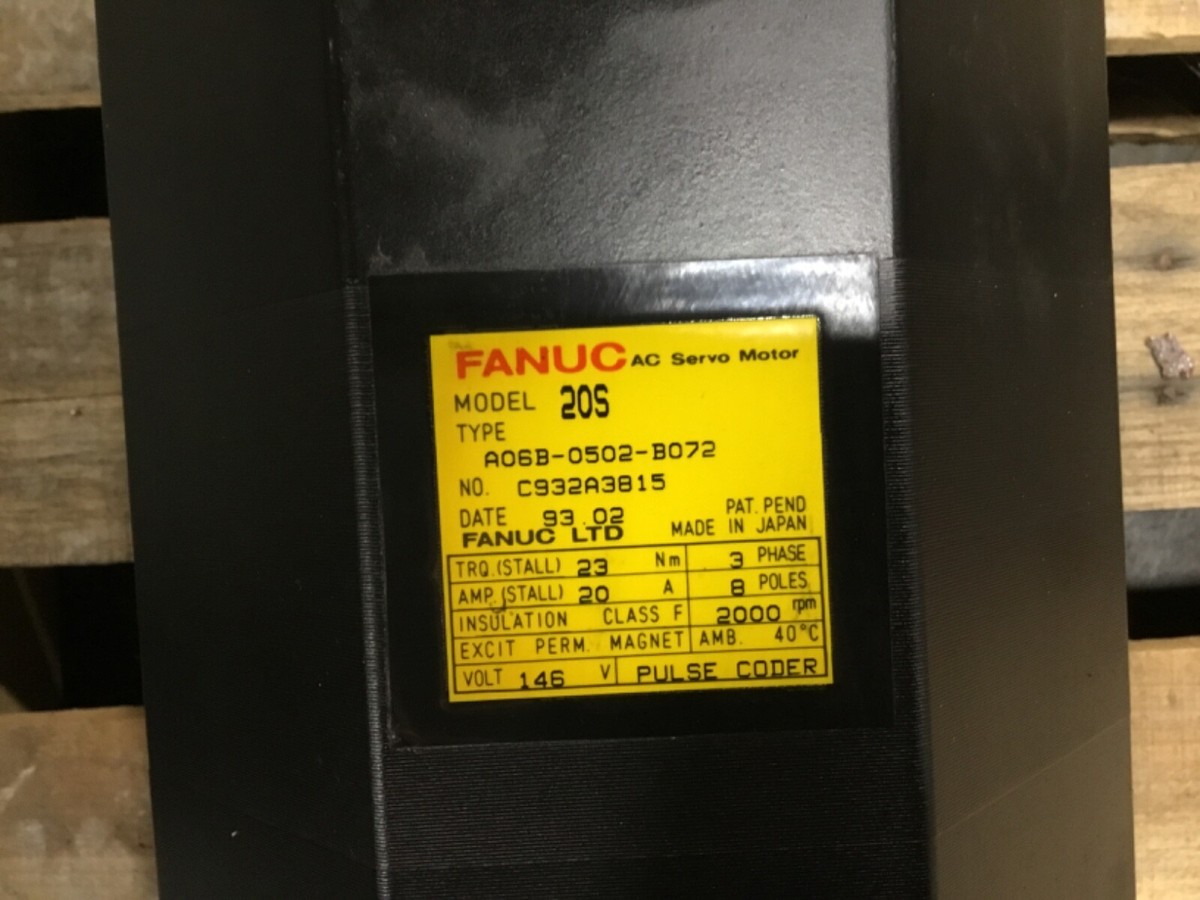 FANUC AC Servo Motor
MODEL 20S
TYPE
A06B-0502-B072
NO. C932A3815
DATE 93.02 PAT. PEND
FANUC LTD MADE IN JAPAN
TRQ.(STALL) 23 Nm 3 PHASE
AMP.(STALL) 20 A 8 POLES
INSULATION CLASS F 2000 rpm
EXCIT PERM. MAGNET AMB. 40°C
VOLT 146 V PULSE CODER